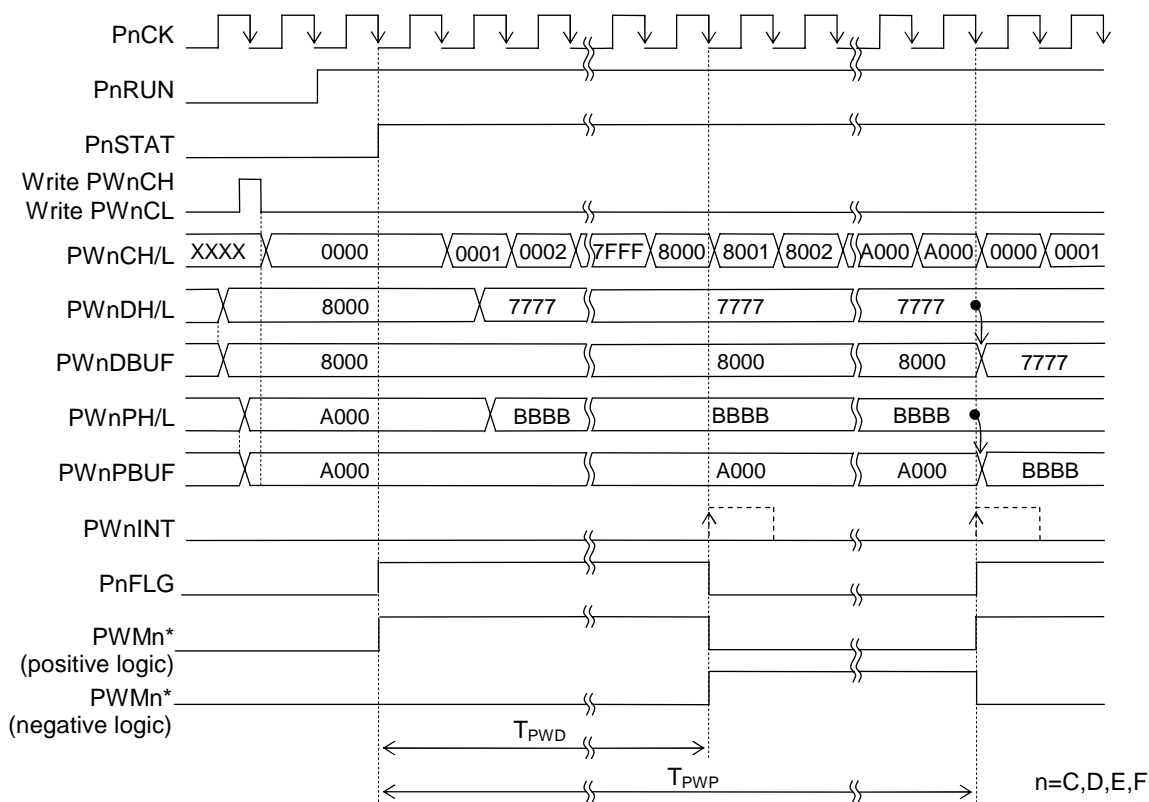 PnCK
PnRUN
PnSTAT
Write PWnCH
Write PWnCL
PWnCH/L XXXX 0000 0001 0002 7FFF 8000 8001 8002 A000 A000 0000 0001
PWnDH/L 8000 7777 7777 7777
PWnDBUF 8000 8000 8000 7777
PWnPH/L A000 BBBB BBBB BBBB
PWnPBUF A000 A000 A000 BBBB
PWnINT
PnFLG
PWMn*
(positive logic)
PWMn*
(negative logic)
TPWD
TPWP
n=C,D,E,F